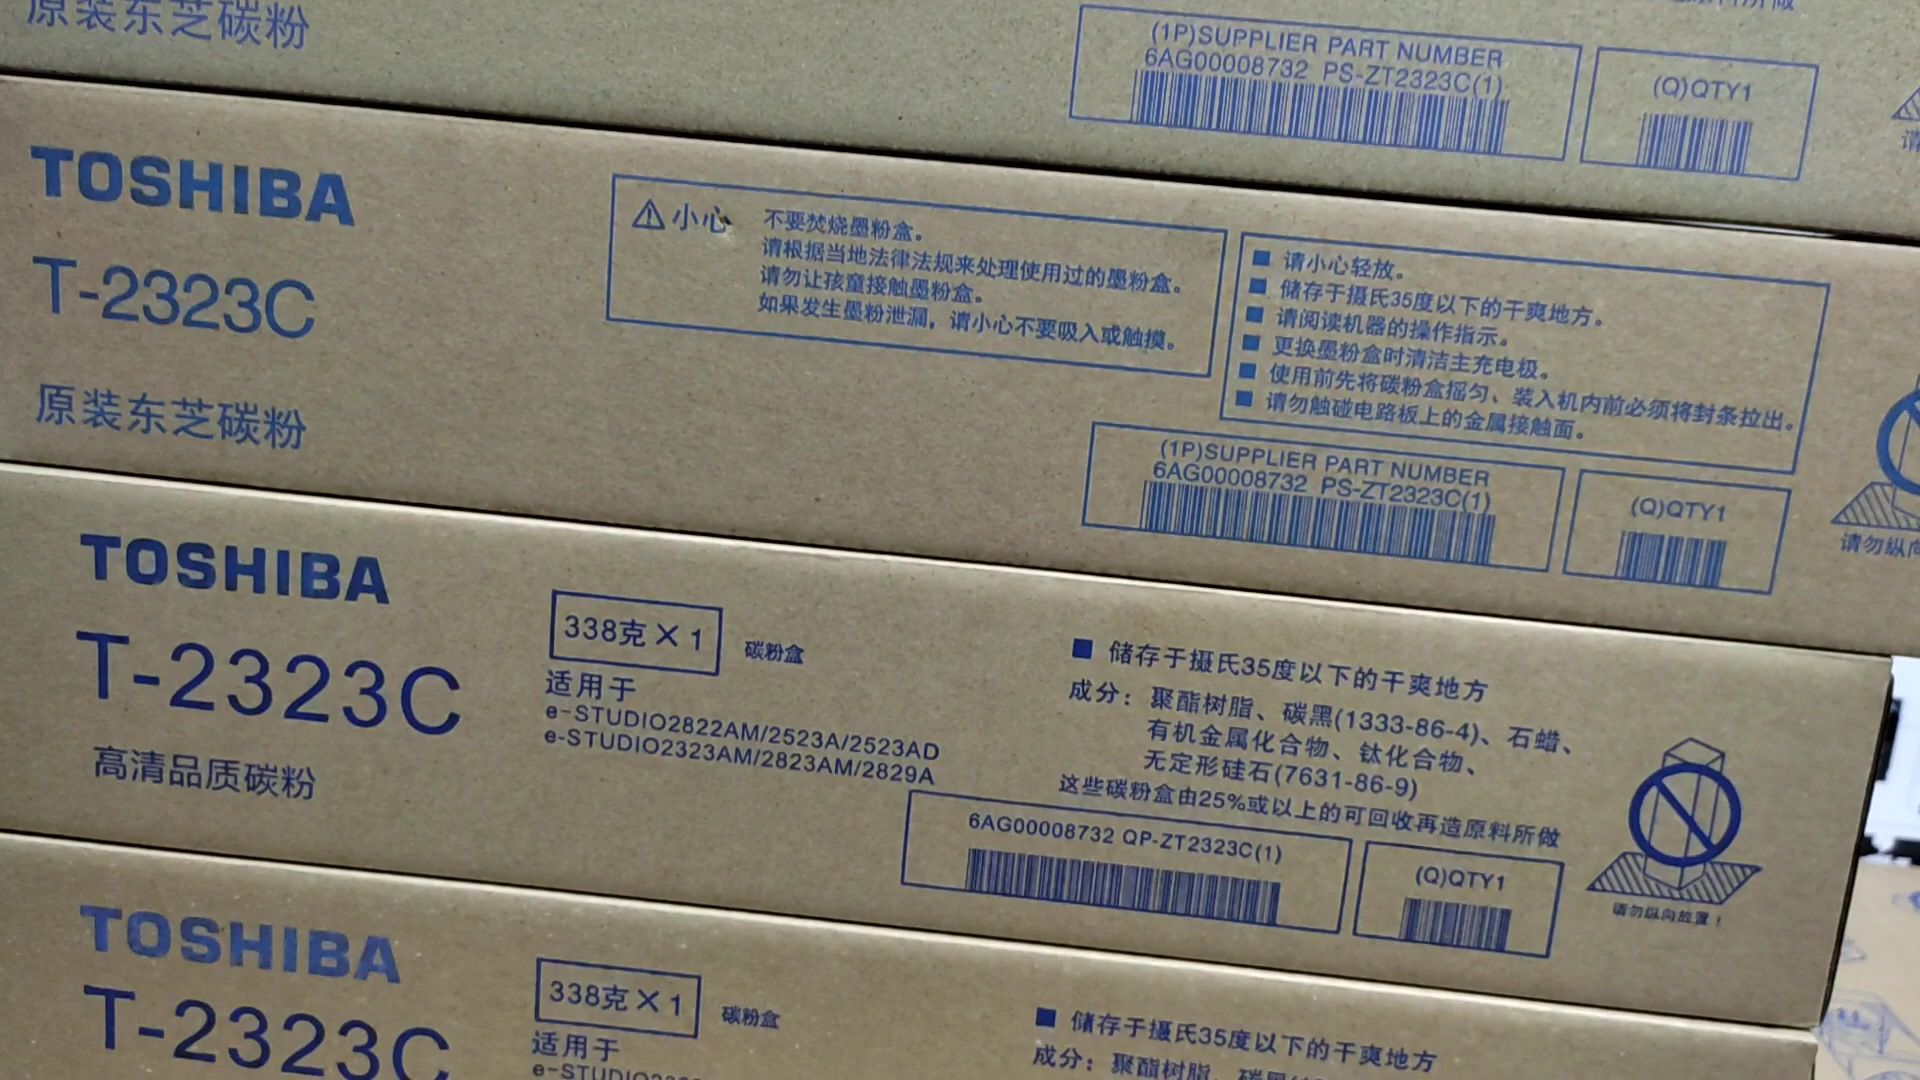 原装东芝碳粉
(1P)SUPPLIER PART NUMBER
6AG00008732 PS-ZT2323C(1)
(Q)QTY1
TOSHIBA
T-2323C
原装东芝碳粉
小心
不要焚烧墨粉盒。
请根据当地法律法规来处理使用过的墨粉盒。
请勿让孩童接触墨粉盒。
如果发生墨粉泄漏，请小心不要吸入或触摸。
■ 请小心轻放。
■ 储存于摄氏35度以下的干爽地方。
■ 请阅读机器的操作指示。
■ 更换墨粉盒时清洁主充电极。
■ 使用前先将碳粉盒摇匀、装入机内前必须将封条拉出。
■ 请勿触碰电路板上的金属接触面。
(1P)SUPPLIER PART NUMBER
6AG00008732 PS-ZT2323C(1)
(Q)QTY1
请勿纵向
TOSHIBA
T-2323C
高清品质碳粉
338克×1
碳粉盒
适用于
e-STUDIO2822AM/2523A/2523AD
e-STUDIO2323AM/2823AM/2829A
■ 储存于摄氏35度以下的干爽地方
成分：聚酯树脂、碳黑(1333-86-4)、石蜡、
有机金属化合物、钛化合物、
无定形硅石(7631-86-9)
这些碳粉盒由25%或以上的可回收再造原料所做
6AG00008732 QP-ZT2323C(1)
(Q)QTY1
请勿纵向放置！
TOSHIBA
T-2323C
338克×1
碳粉盒
适用于
■ 储存于摄氏35度以下的干爽地方
成分：聚酯树脂、碳黑